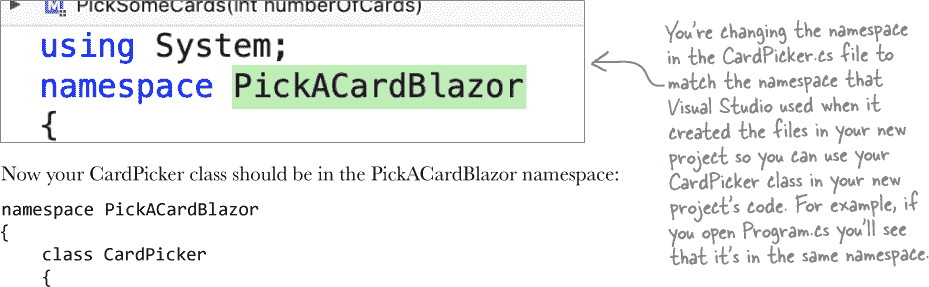 PickSomeCards(int numberOfCards)
using System;
namespace PickACardBlazor
{
You're changing the namespace
in the CardPicker.cs file to
match the namespace that
Visual Studio used when it
created the files in your new
project so you can use your
CardPicker class in your new
project's code. For example, if
you open Program.cs you'll see
that it's in the same namespace.
Now your CardPicker class should be in the PickACardBlazor namespace:
namespace PickACardBlazor
{
class CardPicker
{